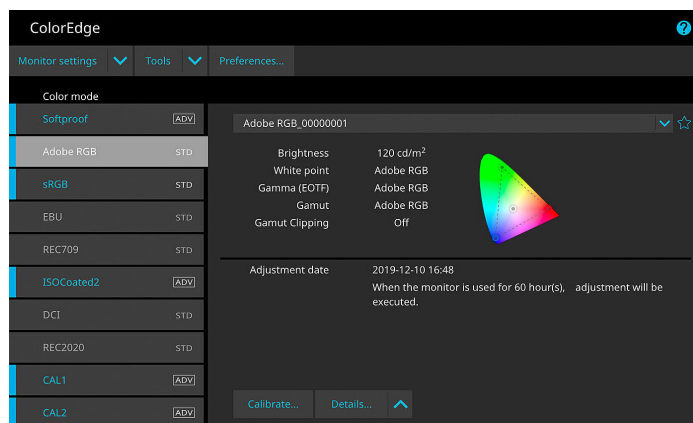 ColorEdge
?
Monitor settings Tools Preferences...
Color mode
Softproof ADV
Adobe RGB STD
sRGB STD
EBU STD
REC709 STD
ISOCoated2 ADV
DCI STD
REC2020 STD
CAL1 ADV
CAL2 ADV
Adobe RGB_00000001
Brightness 120 cd/m²
White point Adobe RGB
Gamma (EOTF) Adobe RGB
Gamut Adobe RGB
Gamut Clipping Off
Adjustment date 2019-12-10 16:48
When the monitor is used for 60 hour(s), adjustment will be
executed.
Calibrate... Details...